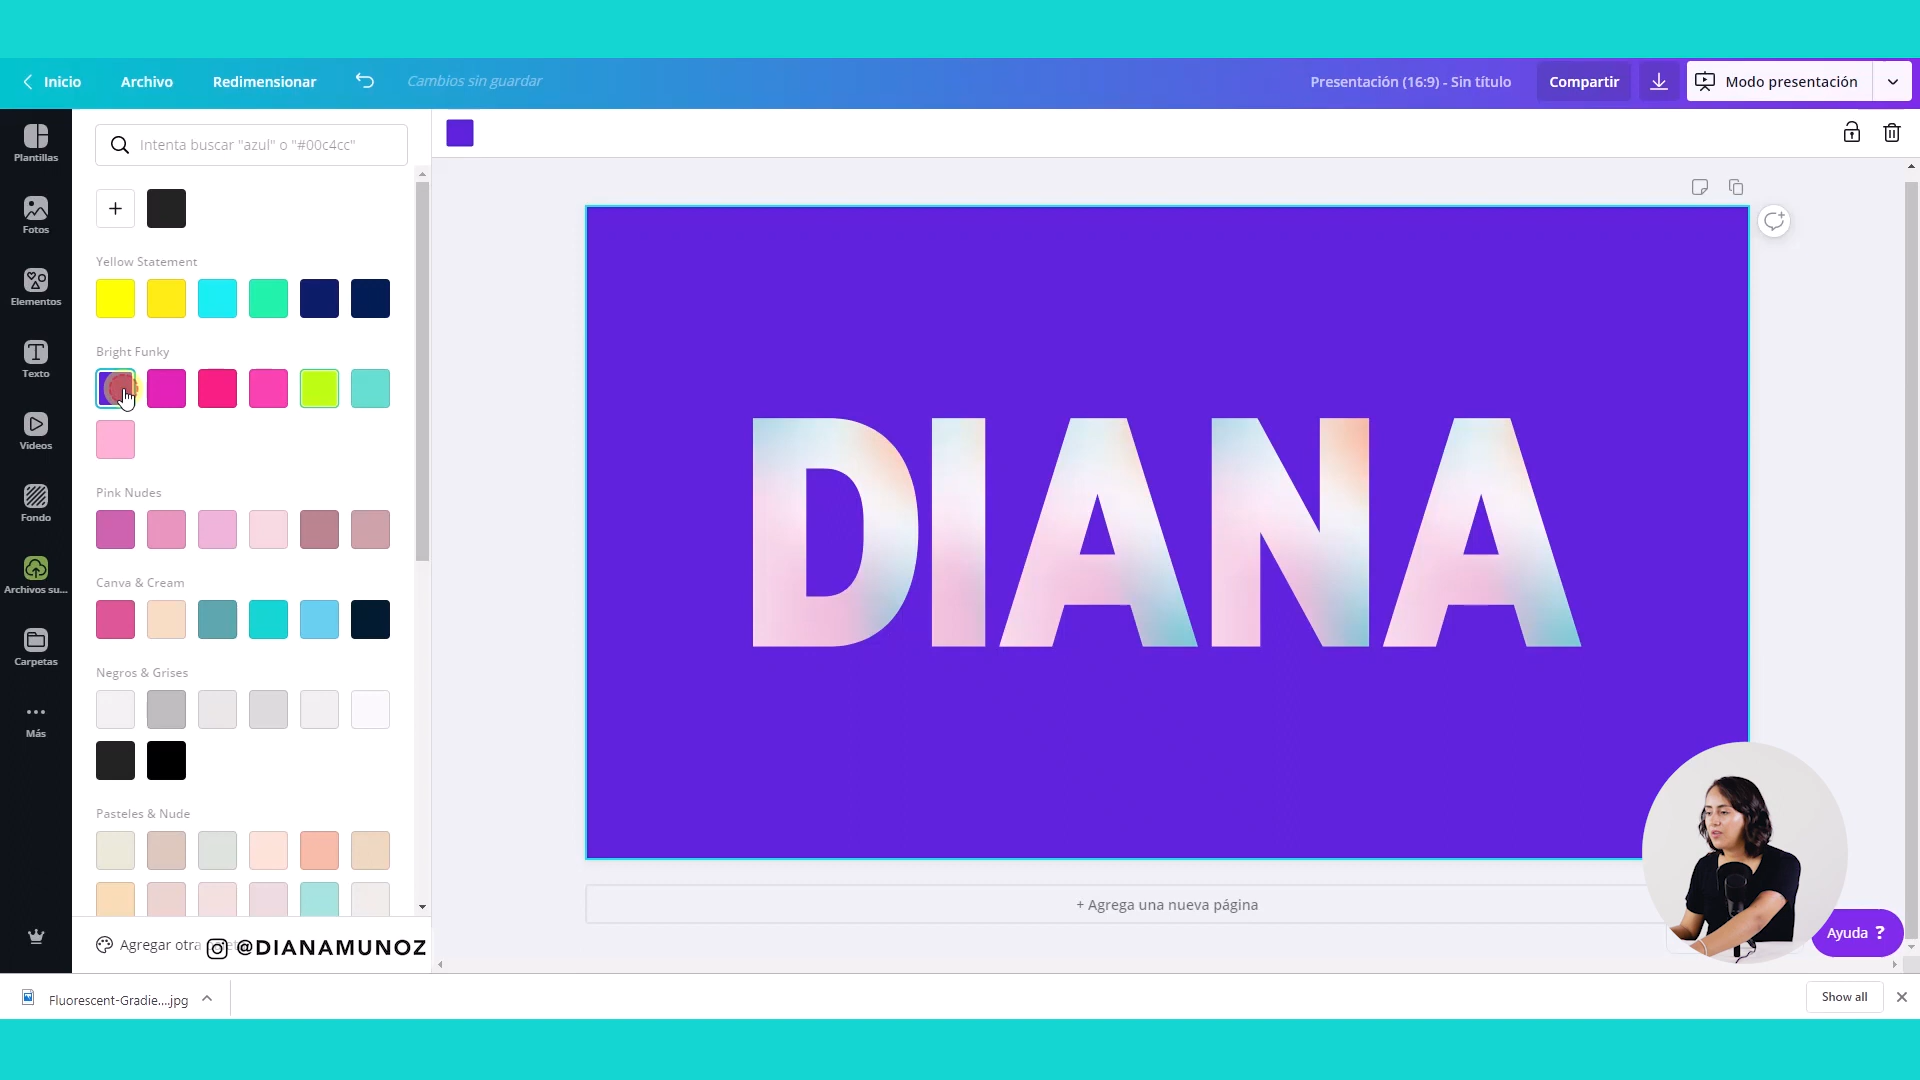 Inicio
Archivo
Redimensionar
Cambios sin guardar
Presentación (16:9) - Sin título
Compartir
Modo presentación
Plantillas
Fotos
Elementos
Texto
Videos
Fondo
Archivos su...
Carpetas
Más
Intenta buscar "azul" o "#00c4cc"
Yellow Statement
Bright Funky
Pink Nudes
Canva & Cream
Negros & Grises
Pasteles & Nude
Agregar otra
@DIANAMUNOZ
DIANA
+ Agrega una nueva página
Ayuda ?
Fluorescent-Gradie....jpg
Show all